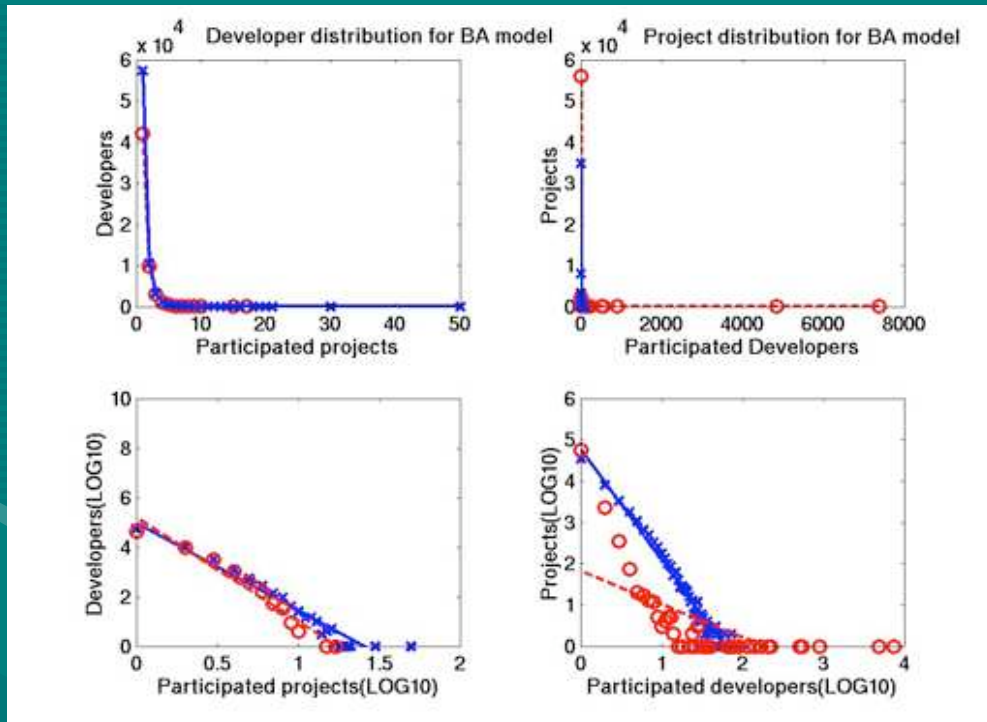 Developer distribution for BA model
x 10^4
6
5
4
3
2
1
0
Developers
0 10 20 30 40 50
Participated projects
Project distribution for BA model
x 10^4
6
5
4
3
2
1
0
Projects
0 2000 4000 6000 8000
Participated Developers
10
8
6
4
2
0
Developers(LOG10)
0 0.5 1 1.5 2
Participated projects(LOG10)
6
5
4
3
2
1
0
Projects(LOG10)
0 1 2 3 4
Participated developers(LOG10)